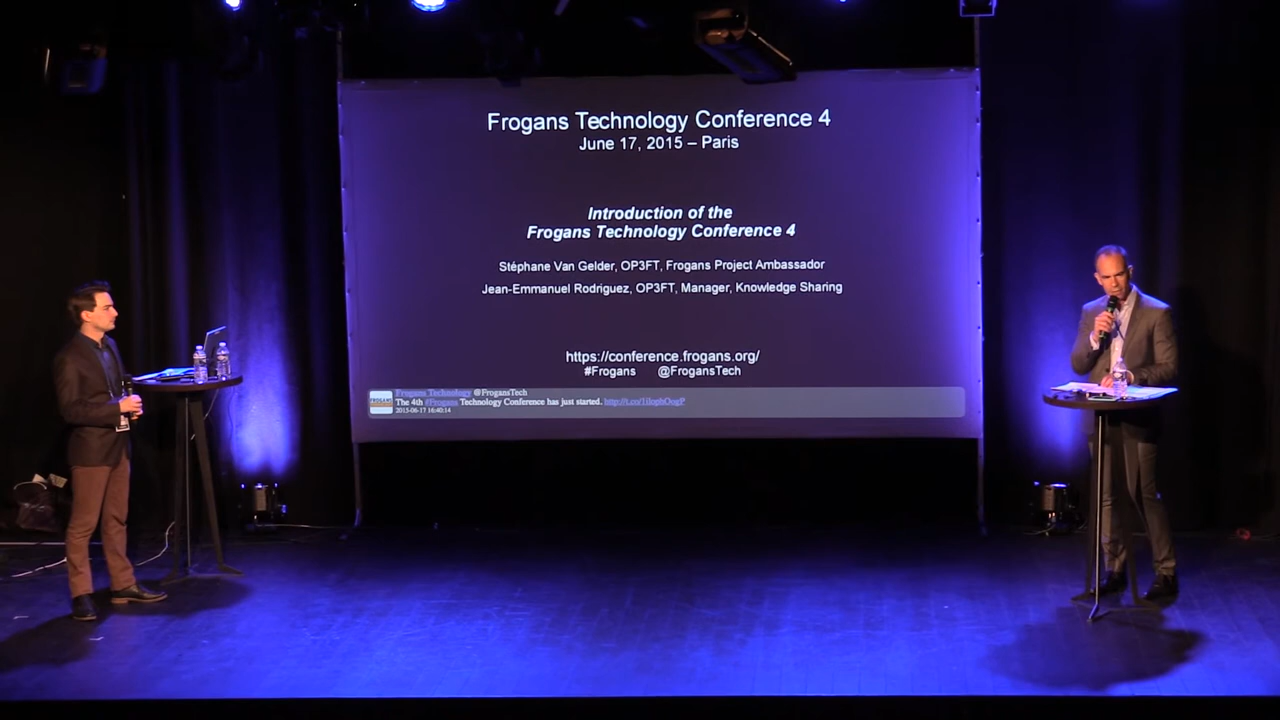 Frogans Technology Conference 4
June 17, 2015 – Paris
Introduction of the
Frogans Technology Conference 4
Stéphane Van Gelder, OP3FT, Frogans Project Ambassador
Jean-Emmanuel Rodriguez, OP3FT, Manager, Knowledge Sharing
https://conference.frogans.org/
#Frogans @FrogansTech
FROGANS
Frogans Technology @FrogansTech
The 4th #Frogans Technology Conference has just started.
2015-06-17 16:40:14